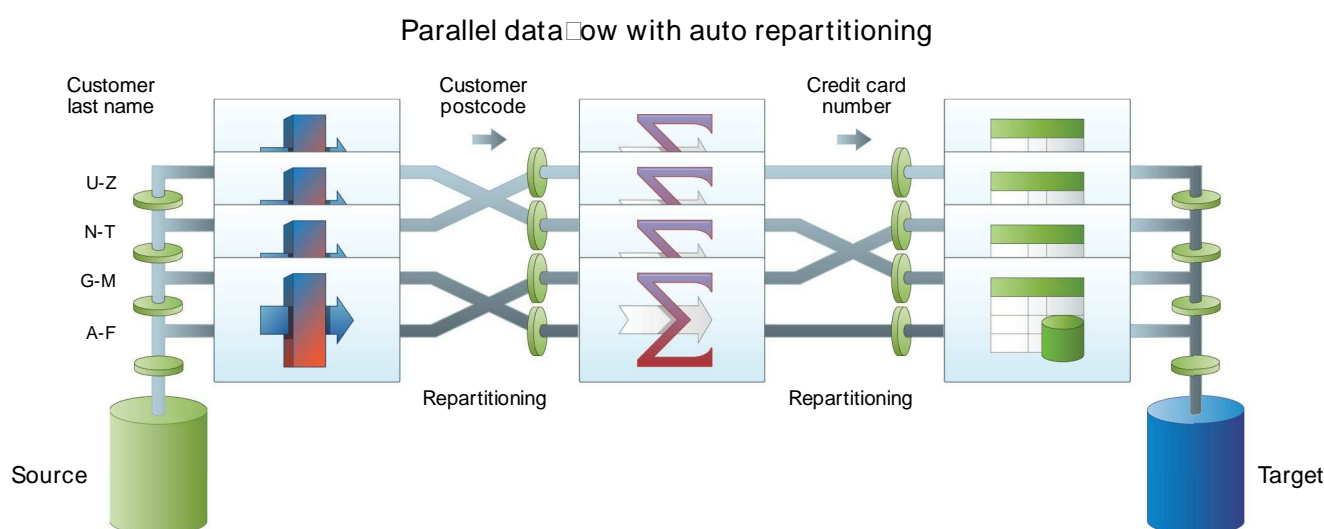 Parallel data□ow with auto repartitioning
Customer
last name
Customer
postcode
Credit card
number
U-Z
N-T
G-M
A-F
Repartitioning
Repartitioning
Source
Target